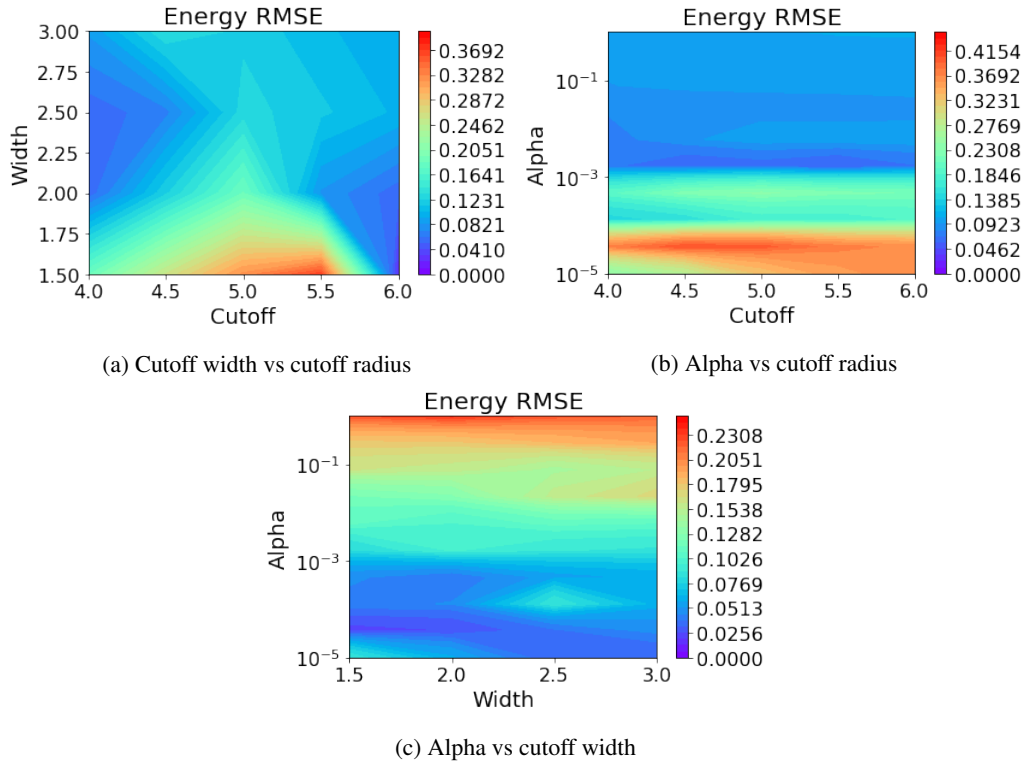 Energy RMSE
3.00
2.75
2.50
2.25
2.00
1.75
1.50
Width
4.0 4.5 5.0 5.5 6.0
Cutoff
0.3692
0.3282
0.2872
0.2462
0.2051
0.1641
0.1231
0.0821
0.0410
0.0000
(a) Cutoff width vs cutoff radius
Energy RMSE
10⁻¹
10⁻³
10⁻⁵
Alpha
4.0 4.5 5.0 5.5 6.0
Cutoff
0.4154
0.3692
0.3231
0.2769
0.2308
0.1846
0.1385
0.0923
0.0462
0.0000
(b) Alpha vs cutoff radius
Energy RMSE
10⁻¹
10⁻³
10⁻⁵
Alpha
1.5 2.0 2.5 3.0
Width
0.2308
0.2051
0.1795
0.1538
0.1282
0.1026
0.0769
0.0513
0.0256
0.0000
(c) Alpha vs cutoff width